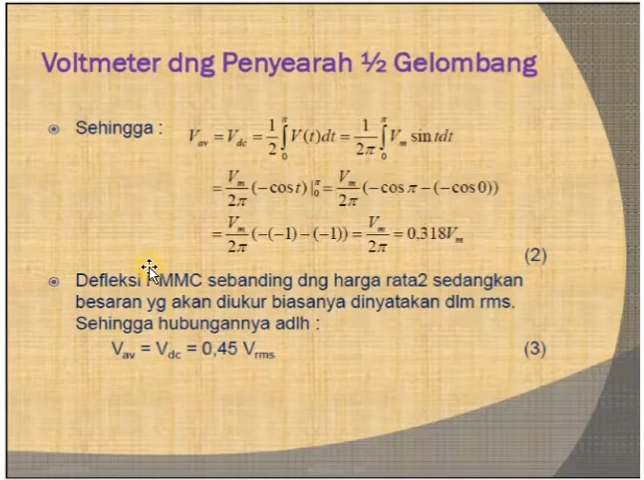 Voltmeter dng Penyearah ½ Gelombang
Sehingga : V_av = V_dc = 1/2 ∫_0^π V(t)dt = 1/2π ∫_0^π V_m sin tdt
= V_m/2π (−cos t) |_0^π = V_m/2π (−cos π − (−cos 0))
= V_m/2π (−(−1) − (−1)) = V_m/2π = 0.318V_m
(2)
Defleksi PMMC sebanding dng harga rata2 sedangkan
besaran yg akan diukur biasanya dinyatakan dlm rms.
Sehingga hubungannya adlh :
V_av = V_dc = 0,45 V_rms (3)